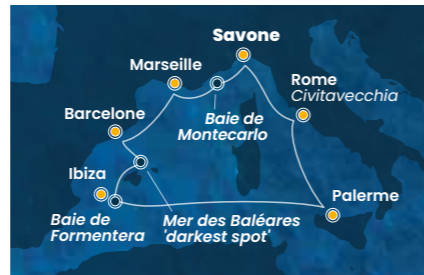 Savone
Marseille
Rome
Civitavecchia
Baie de
Montecarlo
Barcelone
Ibiza
Palerme
Baie de
Formentera
Mer des Baléares
'darkest spot'